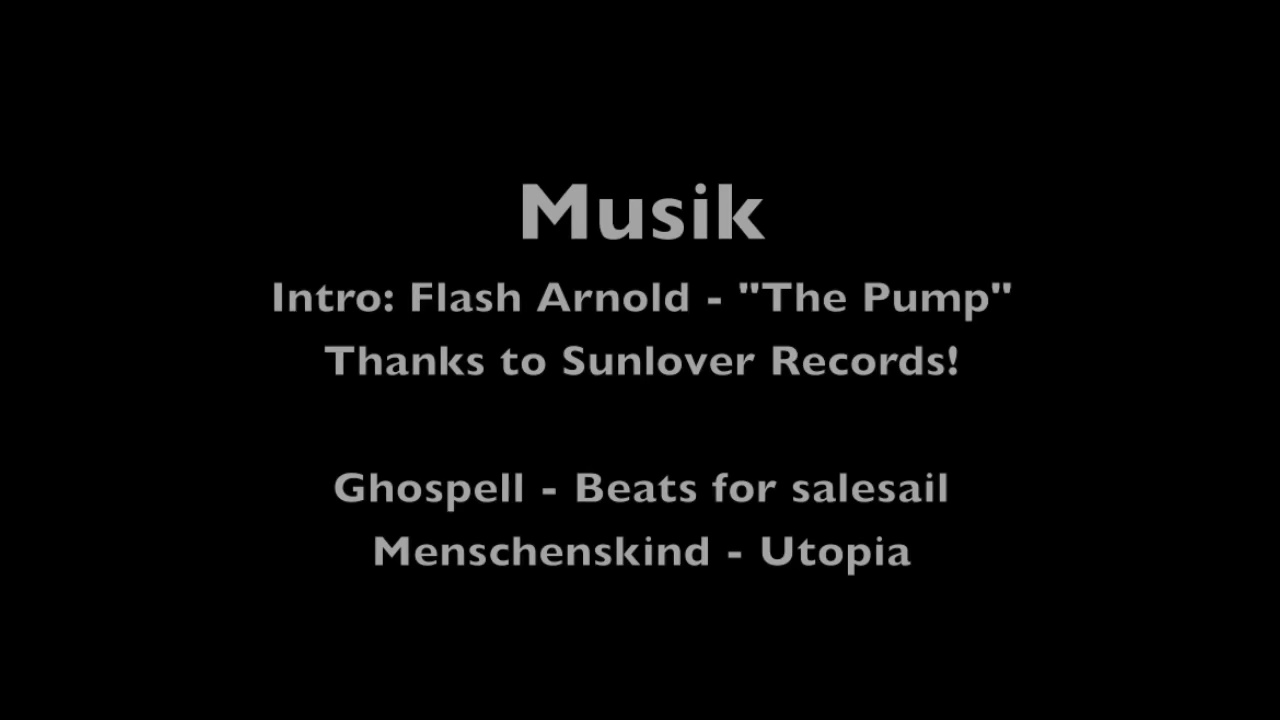 Musik
Intro: Flash Arnold - "The Pump"
Thanks to Sunlover Records!
Ghospell - Beats for salesail
Menschenskind - Utopia